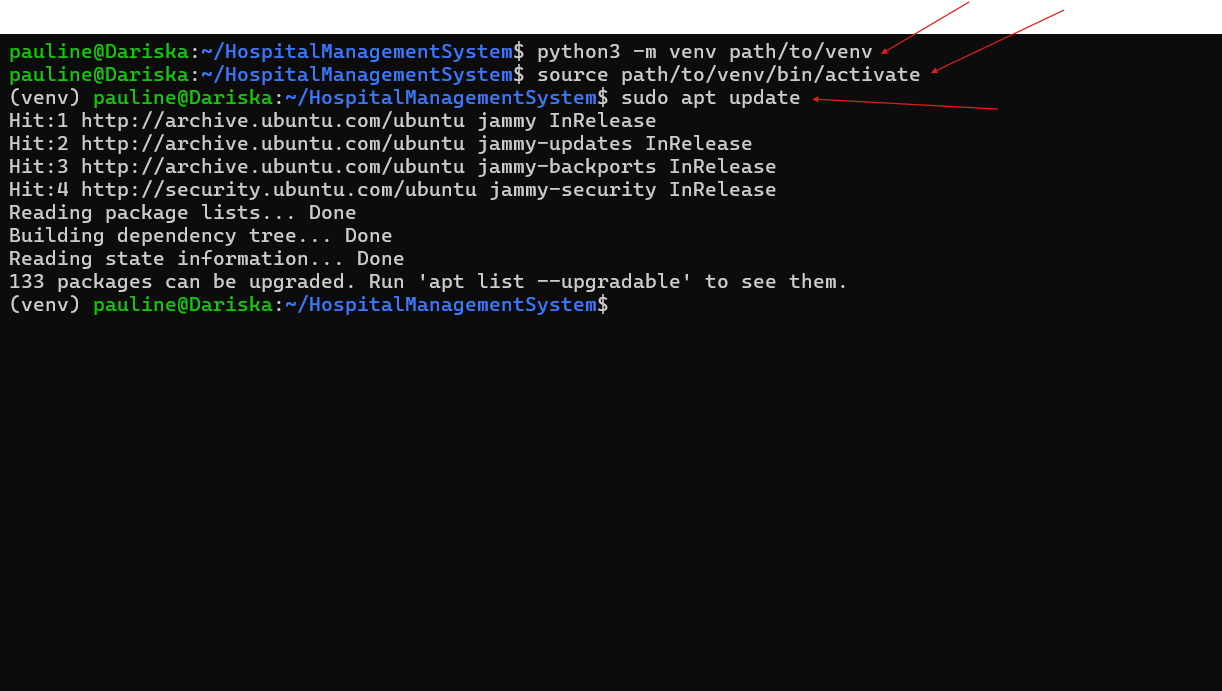 pauline@Dariska:~/HospitalManagementSystem$ python3 -m venv path/to/venv
pauline@Dariska:~/HospitalManagementSystem$ source path/to/venv/bin/activate
(venv) pauline@Dariska:~/HospitalManagementSystem$ sudo apt update
Hit:1 http://archive.ubuntu.com/ubuntu jammy InRelease
Hit:2 http://archive.ubuntu.com/ubuntu jammy-updates InRelease
Hit:3 http://archive.ubuntu.com/ubuntu jammy-backports InRelease
Hit:4 http://security.ubuntu.com/ubuntu jammy-security InRelease
Reading package lists... Done
Building dependency tree... Done
Reading state information... Done
133 packages can be upgraded. Run 'apt list --upgradable' to see them.
(venv) pauline@Dariska:~/HospitalManagementSystem$